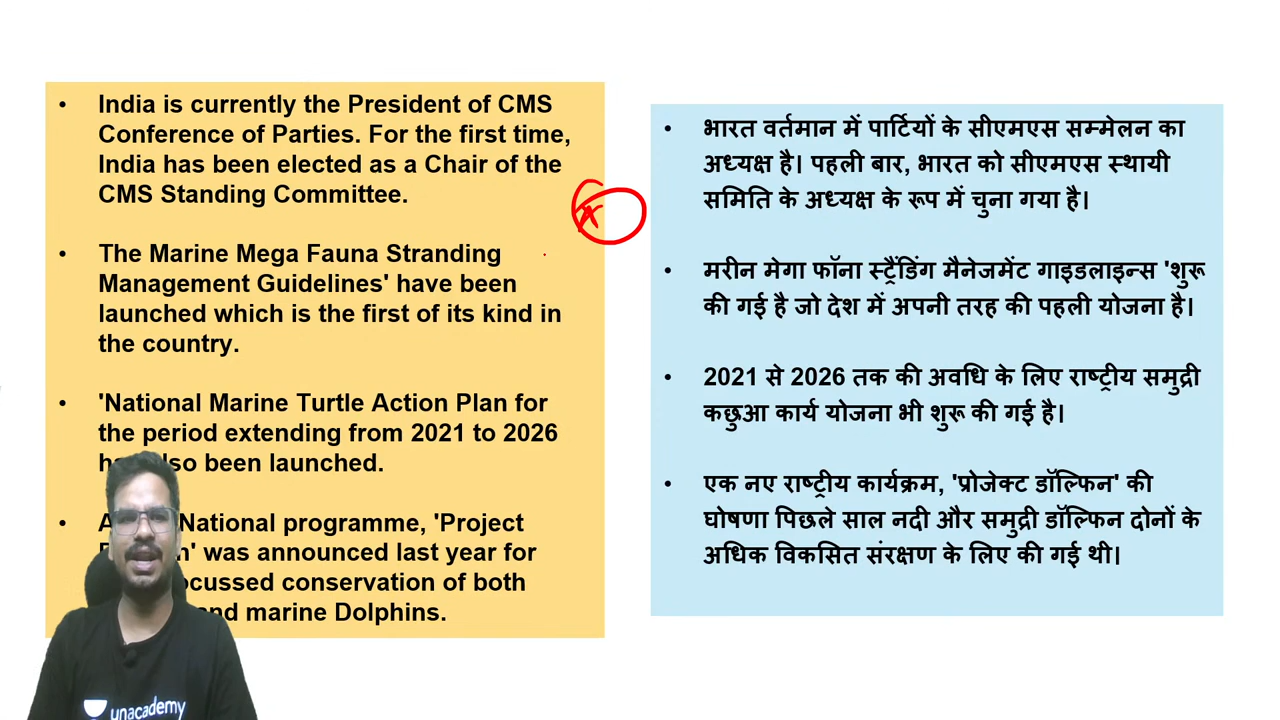 • India is currently the President of CMS
Conference of Parties. For the first time,
India has been elected as a Chair of the
CMS Standing Committee.
• The Marine Mega Fauna Stranding
Management Guidelines' have been
launched which is the first of its kind in
the country.
• 'National Marine Turtle Action Plan for
the period extending from 2021 to 2026
been launched.
National programme, 'Project
was announced last year for
conservation of both
and marine Dolphins.
unacademy
• भारत वर्तमान में पार्टियों के सीएमएस सम्मेलन का
अध्यक्ष है। पहली बार, भारत को सीएमएस स्थायी
समिति के अध्यक्ष के रूप में चुना गया है।
• मरीन मेगा फॉना स्ट्रैंडिंग मैनेजमेंट गाइडलाइन्स 'शुरू
की गई है जो देश में अपनी तरह की पहली योजना है।
• 2021 से 2026 तक की अवधि के लिए राष्ट्रीय समुद्री
कछुआ कार्य योजना भी शुरू की गई है।
• एक नए राष्ट्रीय कार्यक्रम, 'प्रोजेक्ट डॉल्फिन' की
घोषणा पिछले साल नदी और समुद्री डॉल्फिन दोनों के
अधिक विकसित संरक्षण के लिए की गई थी।